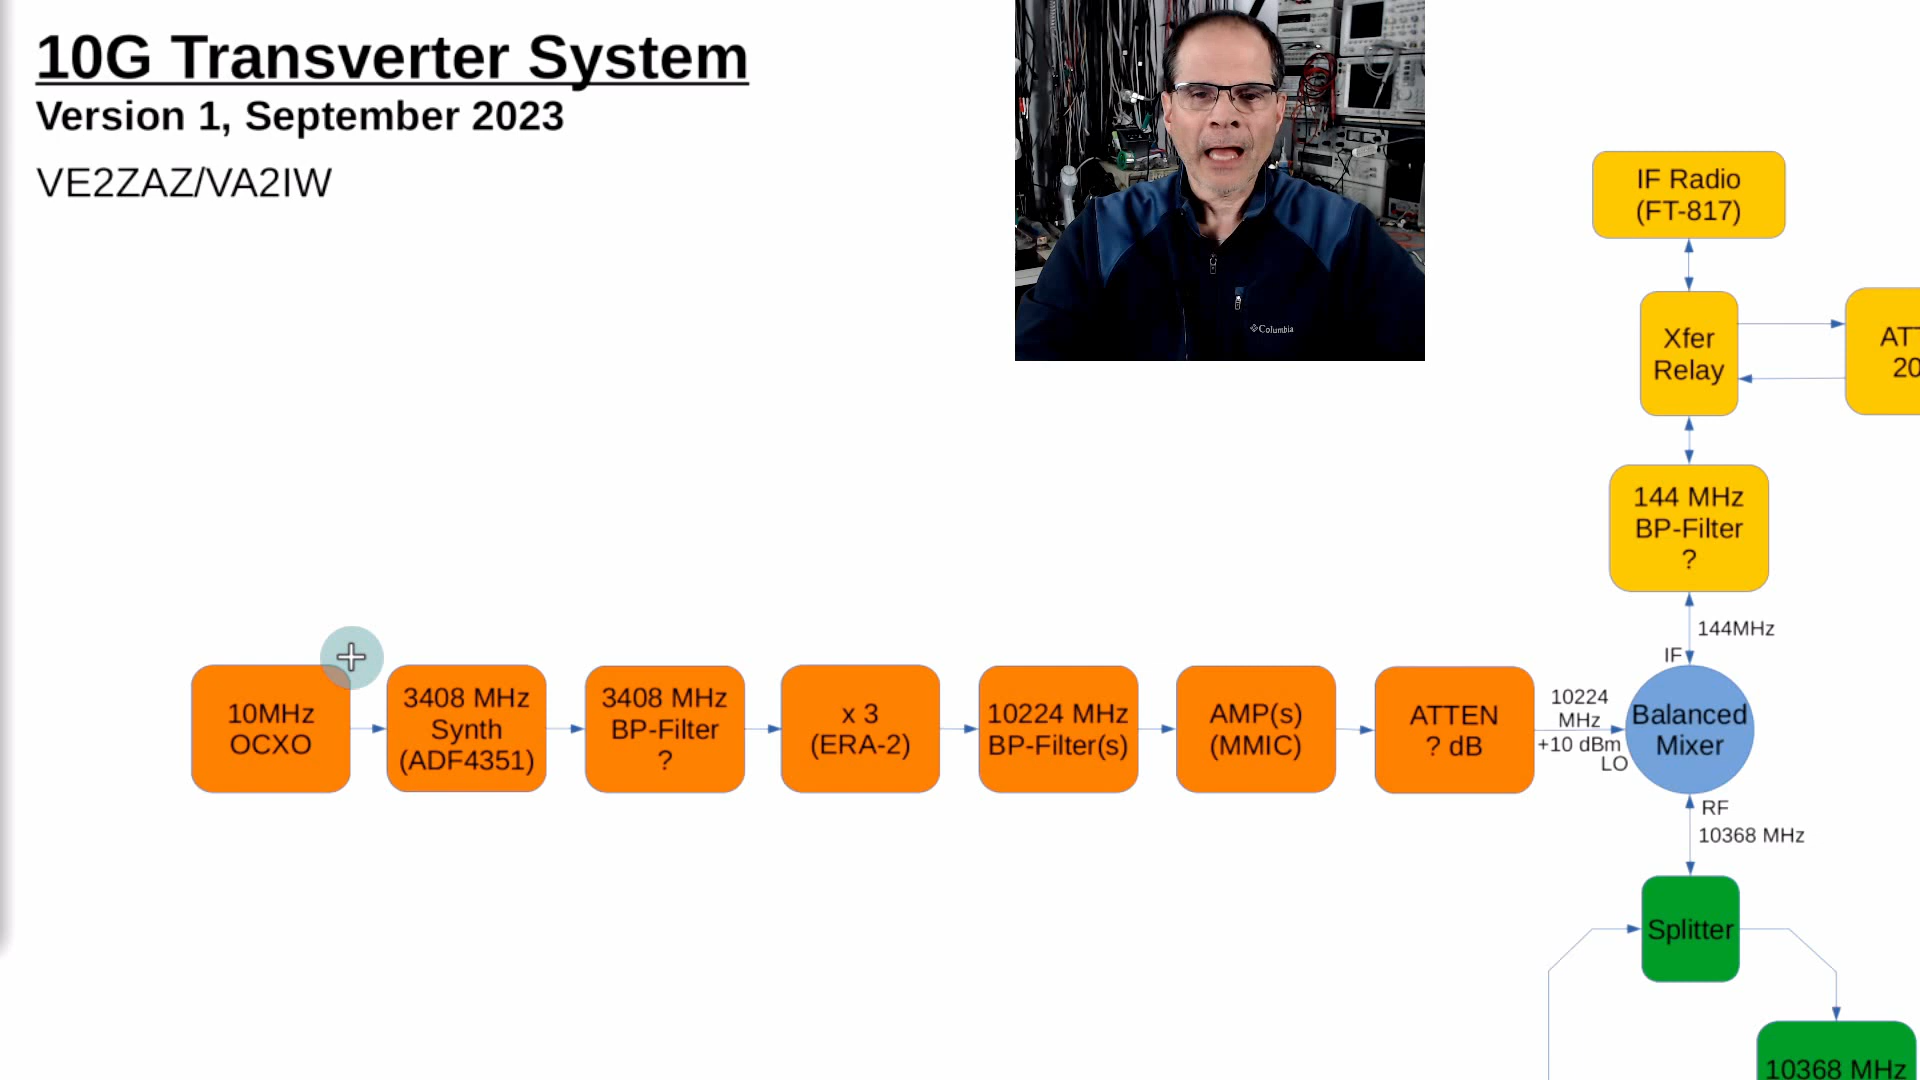 10G Transverter System
Version 1, September 2023
VE2ZAZ/VA2IW
Columbia
IF Radio
(FT-817)
Xfer
Relay
144 MHz
BP-Filter
?
144MHz
IF
10MHz
OCXO
3408 MHz
Synth
(ADF4351)
3408 MHz
BP-Filter
?
x 3
(ERA-2)
10224 MHz
BP-Filter(s)
AMP(s)
(MMIC)
ATTEN
? dB
10224
MHz
+10 dBm
LO
Balanced
Mixer
RF
10368 MHz
Splitter
10368 MHz